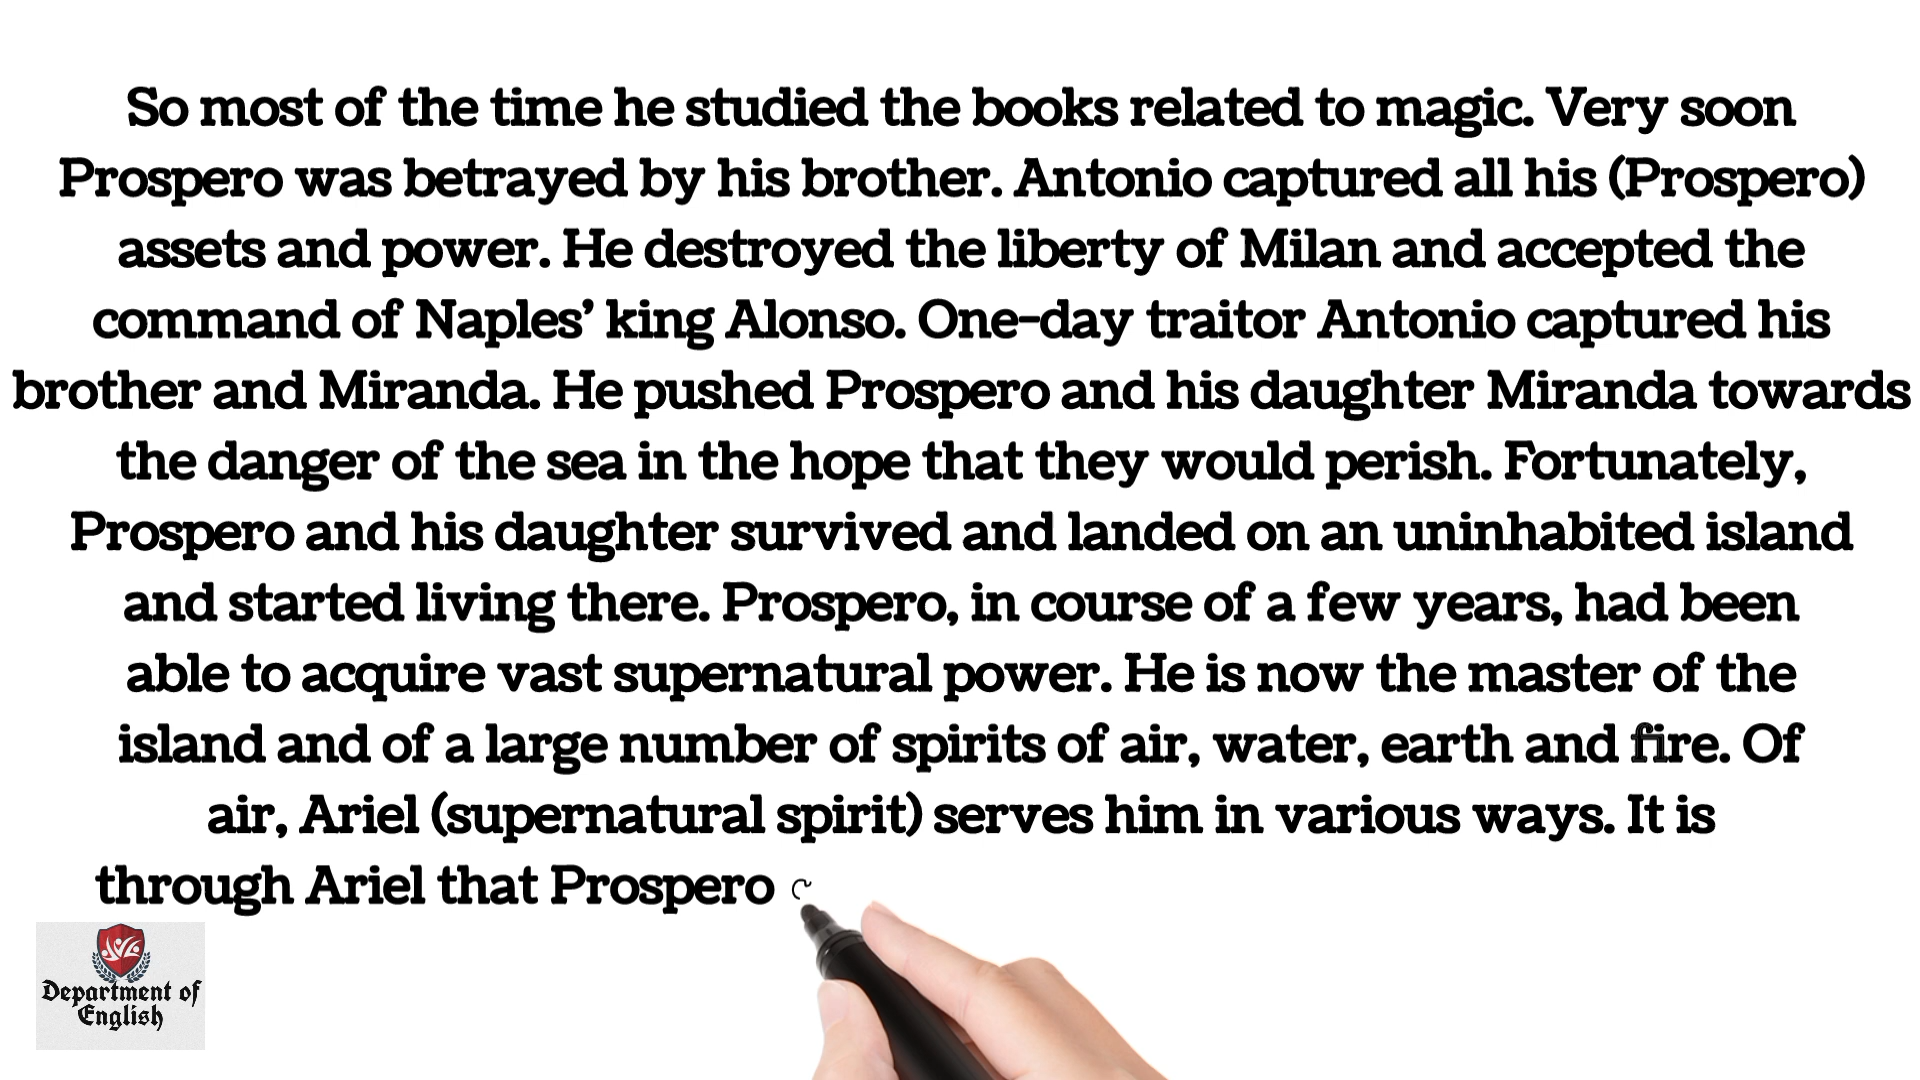 So most of the time he studied the books related to magic. Very soon
Prospero was betrayed by his brother. Antonio captured all his (Prospero)
assets and power. He destroyed the liberty of Milan and accepted the
command of Naples’ king Alonso. One-day traitor Antonio captured his
brother and Miranda. He pushed Prospero and his daughter Miranda towards
the danger of the sea in the hope that they would perish. Fortunately,
Prospero and his daughter survived and landed on an uninhabited island
and started living there. Prospero, in course of a few years, had been
able to acquire vast supernatural power. He is now the master of the
island and of a large number of spirits of air, water, earth and fire. Of
air, Ariel (supernatural spirit) serves him in various ways. It is
through Ariel that Prospero
Department of
English